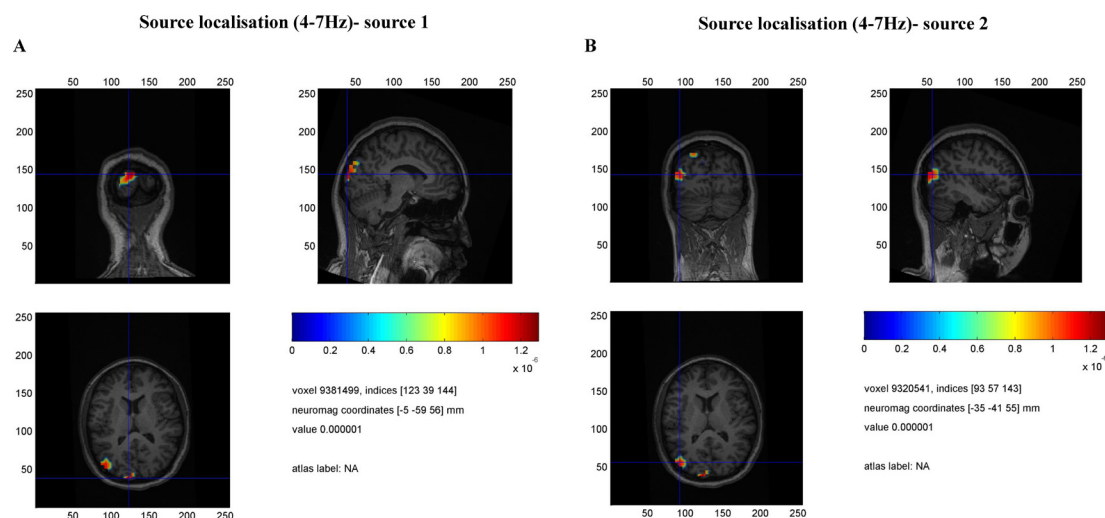 Source localisation (4-7Hz)- source 1
A
50 100 150 200 250
50 100 150 200 250
250
200
150
100
50
250
200
150
100
50
250
200
150
100
50
50 100 150 200 250
0 0.2 0.4 0.6 0.8 1 1.2
x 10⁻⁶
voxel 9381499, indices [123 39 144]
neuromag coordinates [-5 -59 56] mm
value 0.000001
atlas label: NA
Source localisation (4-7Hz)- source 2
B
50 100 150 200 250
50 100 150 200 250
250
200
150
100
50
250
200
150
100
50
250
200
150
100
50
50 100 150 200 250
0 0.2 0.4 0.6 0.8 1 1.2
x 10
voxel 9320541, indices [93 57 143]
neuromag coordinates [-35 -41 55] mm
value 0.000001
atlas label: NA